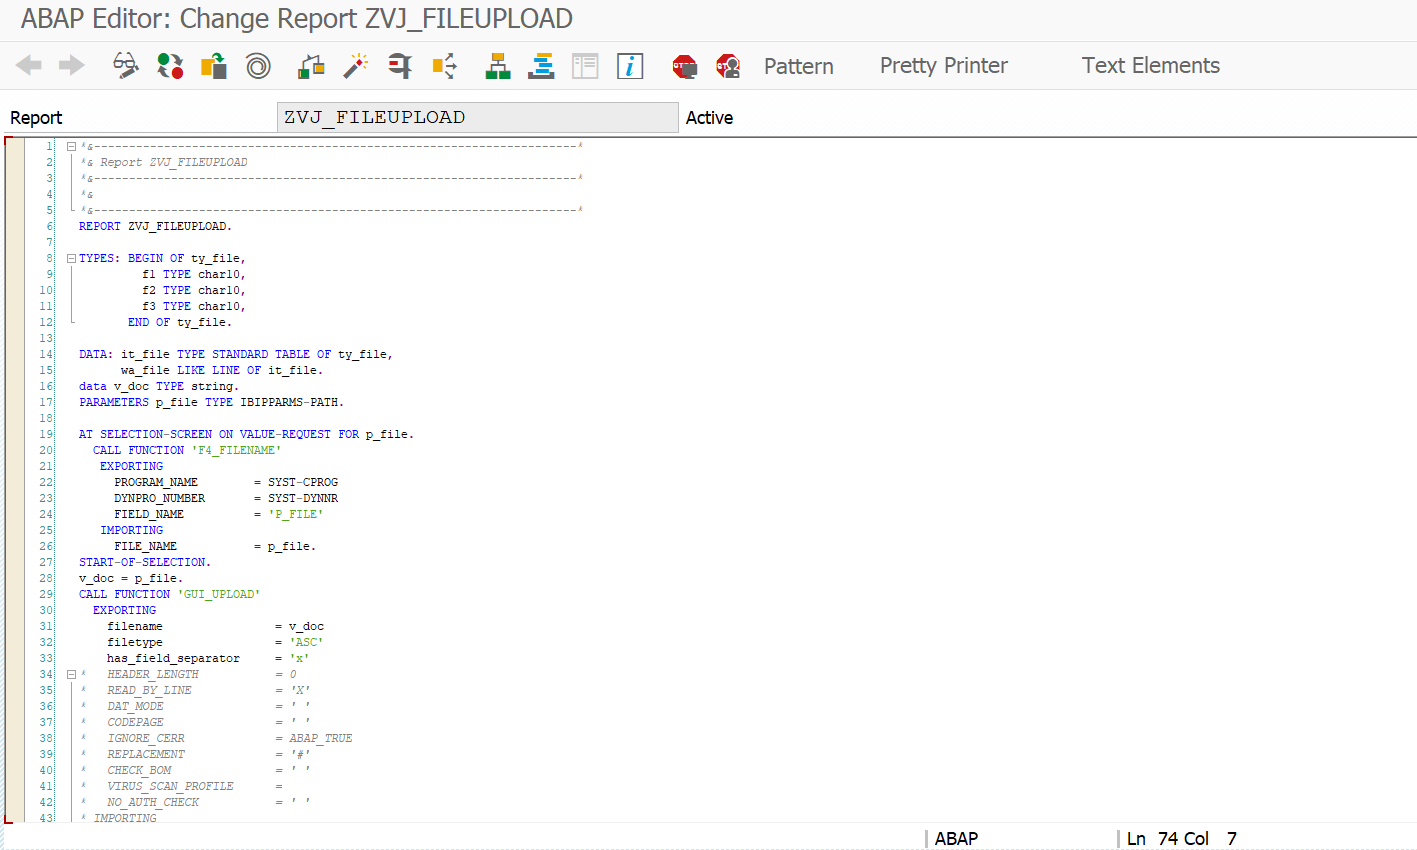 ABAP Editor: Change Report ZVJ_FILEUPLOAD
Pattern Pretty Printer Text Elements
Report ZVJ_FILEUPLOAD Active
1 *&---------------------------------------------------------------------*
2 *& Report ZVJ_FILEUPLOAD
3 *&---------------------------------------------------------------------*
4 *&
5 *&---------------------------------------------------------------------*
6 REPORT ZVJ_FILEUPLOAD.
7
8 TYPES: BEGIN OF ty_file,
9 f1 TYPE char10,
10 f2 TYPE char10,
11 f3 TYPE char10,
12 END OF ty_file.
13
14 DATA: it_file TYPE STANDARD TABLE OF ty_file,
15 wa_file LIKE LINE OF it_file.
16 data v_doc TYPE string.
17 PARAMETERS p_file TYPE IBIPPARMS-PATH.
18
19 AT SELECTION-SCREEN ON VALUE-REQUEST FOR p_file.
20 CALL FUNCTION 'F4_FILENAME'
21 EXPORTING
22 PROGRAM_NAME = SYST-CPROG
23 DYNPRO_NUMBER = SYST-DYNNR
24 FIELD_NAME = 'P_FILE'
25 IMPORTING
26 FILE_NAME = p_file.
27 START-OF-SELECTION.
28 v_doc = p_file.
29 CALL FUNCTION 'GUI_UPLOAD'
30 EXPORTING
31 filename = v_doc
32 filetype = 'ASC'
33 has_field_separator = 'x'
34 * HEADER_LENGTH = 0
35 * READ_BY_LINE = 'X'
36 * DAT_MODE = ' '
37 * CODEPAGE = ' '
38 * IGNORE_CERR = ABAP_TRUE
39 * REPLACEMENT = '#'
40 * CHECK_BOM = ' '
41 * VIRUS_SCAN_PROFILE =
42 * NO_AUTH_CHECK = ' '
43 * IMPORTING
ABAP Ln 74 Col 7